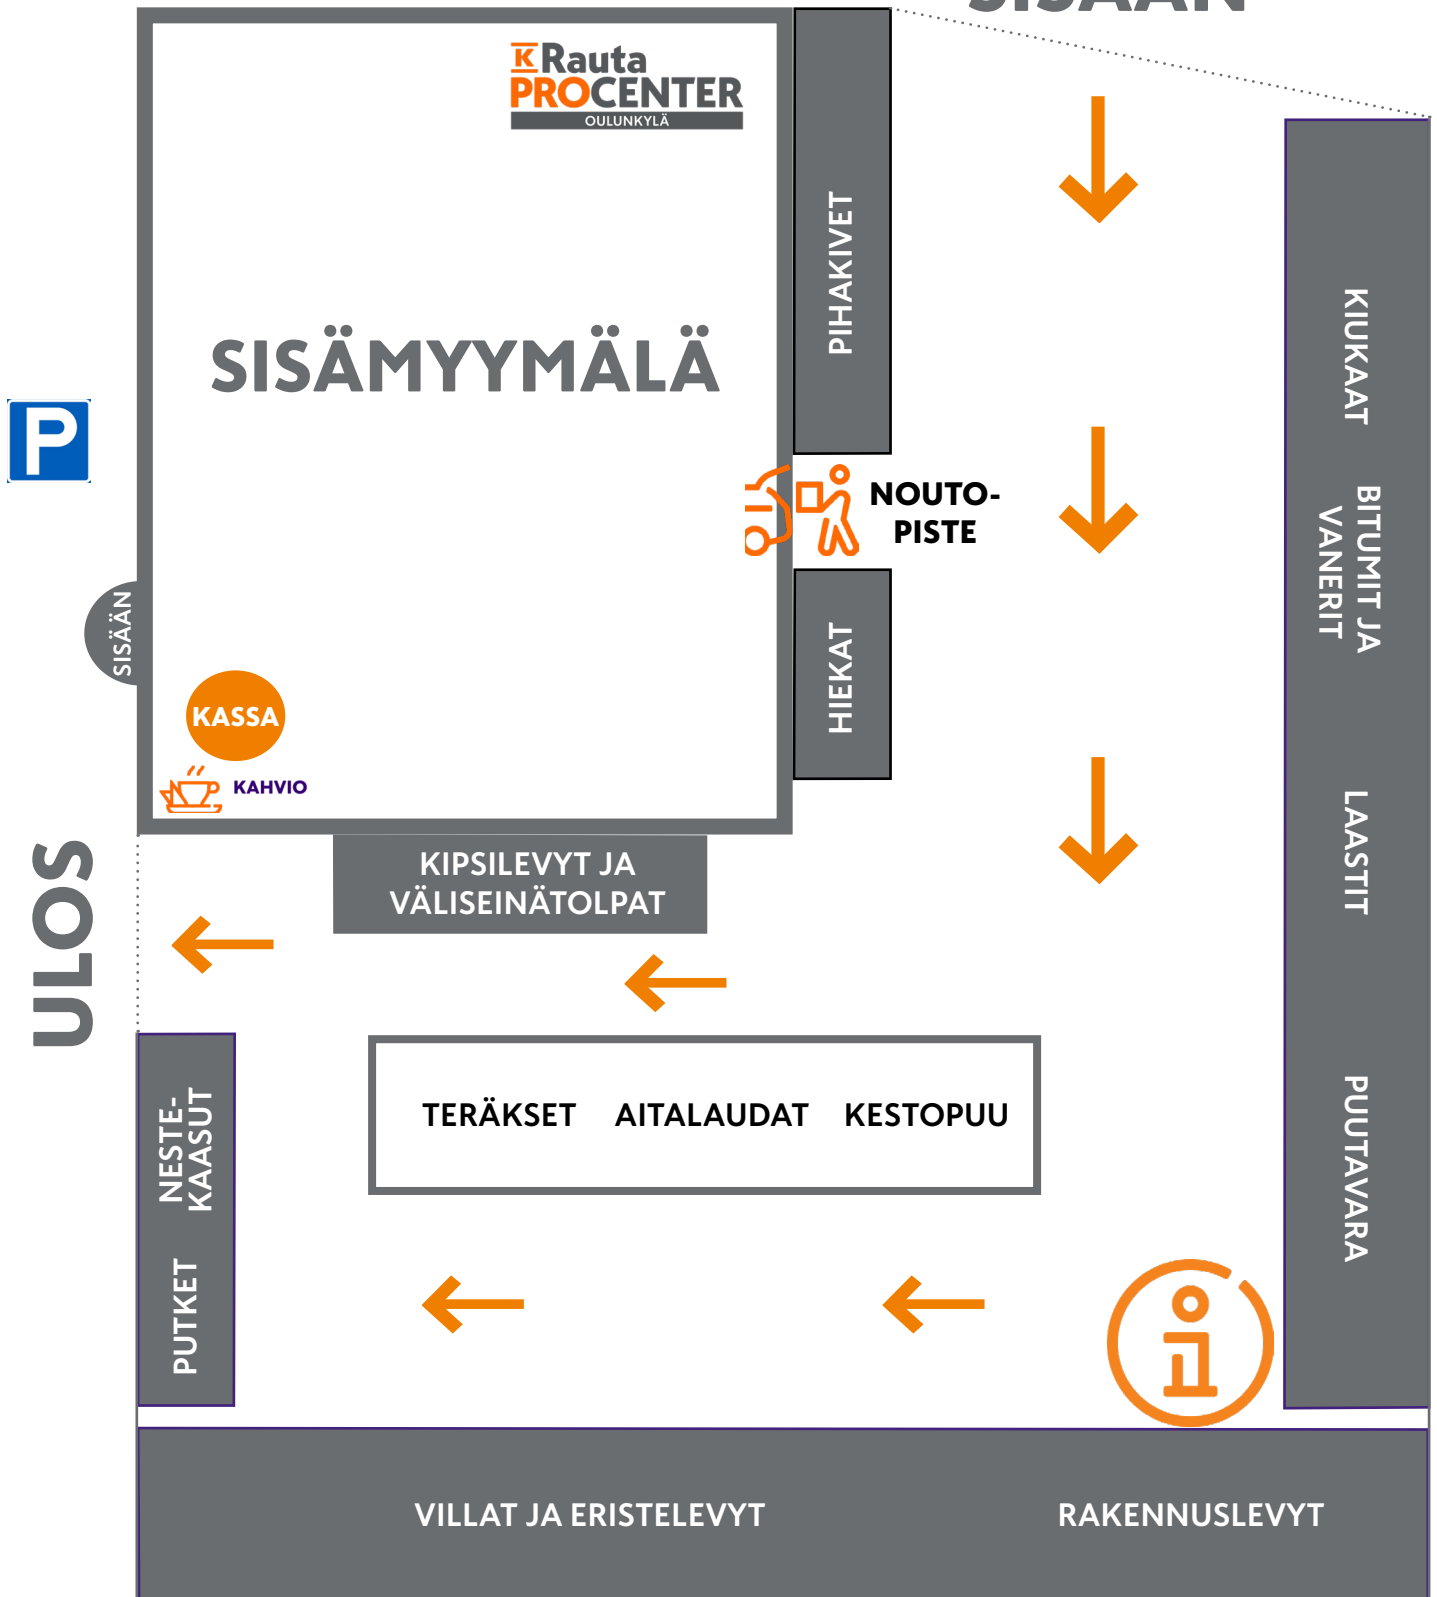 SISÄÄN
K Rauta
PROCENTER
OULUNKYLÄ
PIHAKIVET
KIUKAAT
SISÄMYYMÄLÄ
P
NOUTO-
PISTE
BITUMIT JA
VANERIT
SISÄÄN
HIEKAT
KASSA
KAHVIO
LAASTIT
KIPSILEVYT JA
VÄLISEINÄTOLPAT
ULOS
NESTE-
KAASUT
TERÄKSET AITALAUDAT KESTOPUU
PUUTAVARA
PUTKET
VILLAT JA ERISTELEVYT
RAKENNUSLEVYT